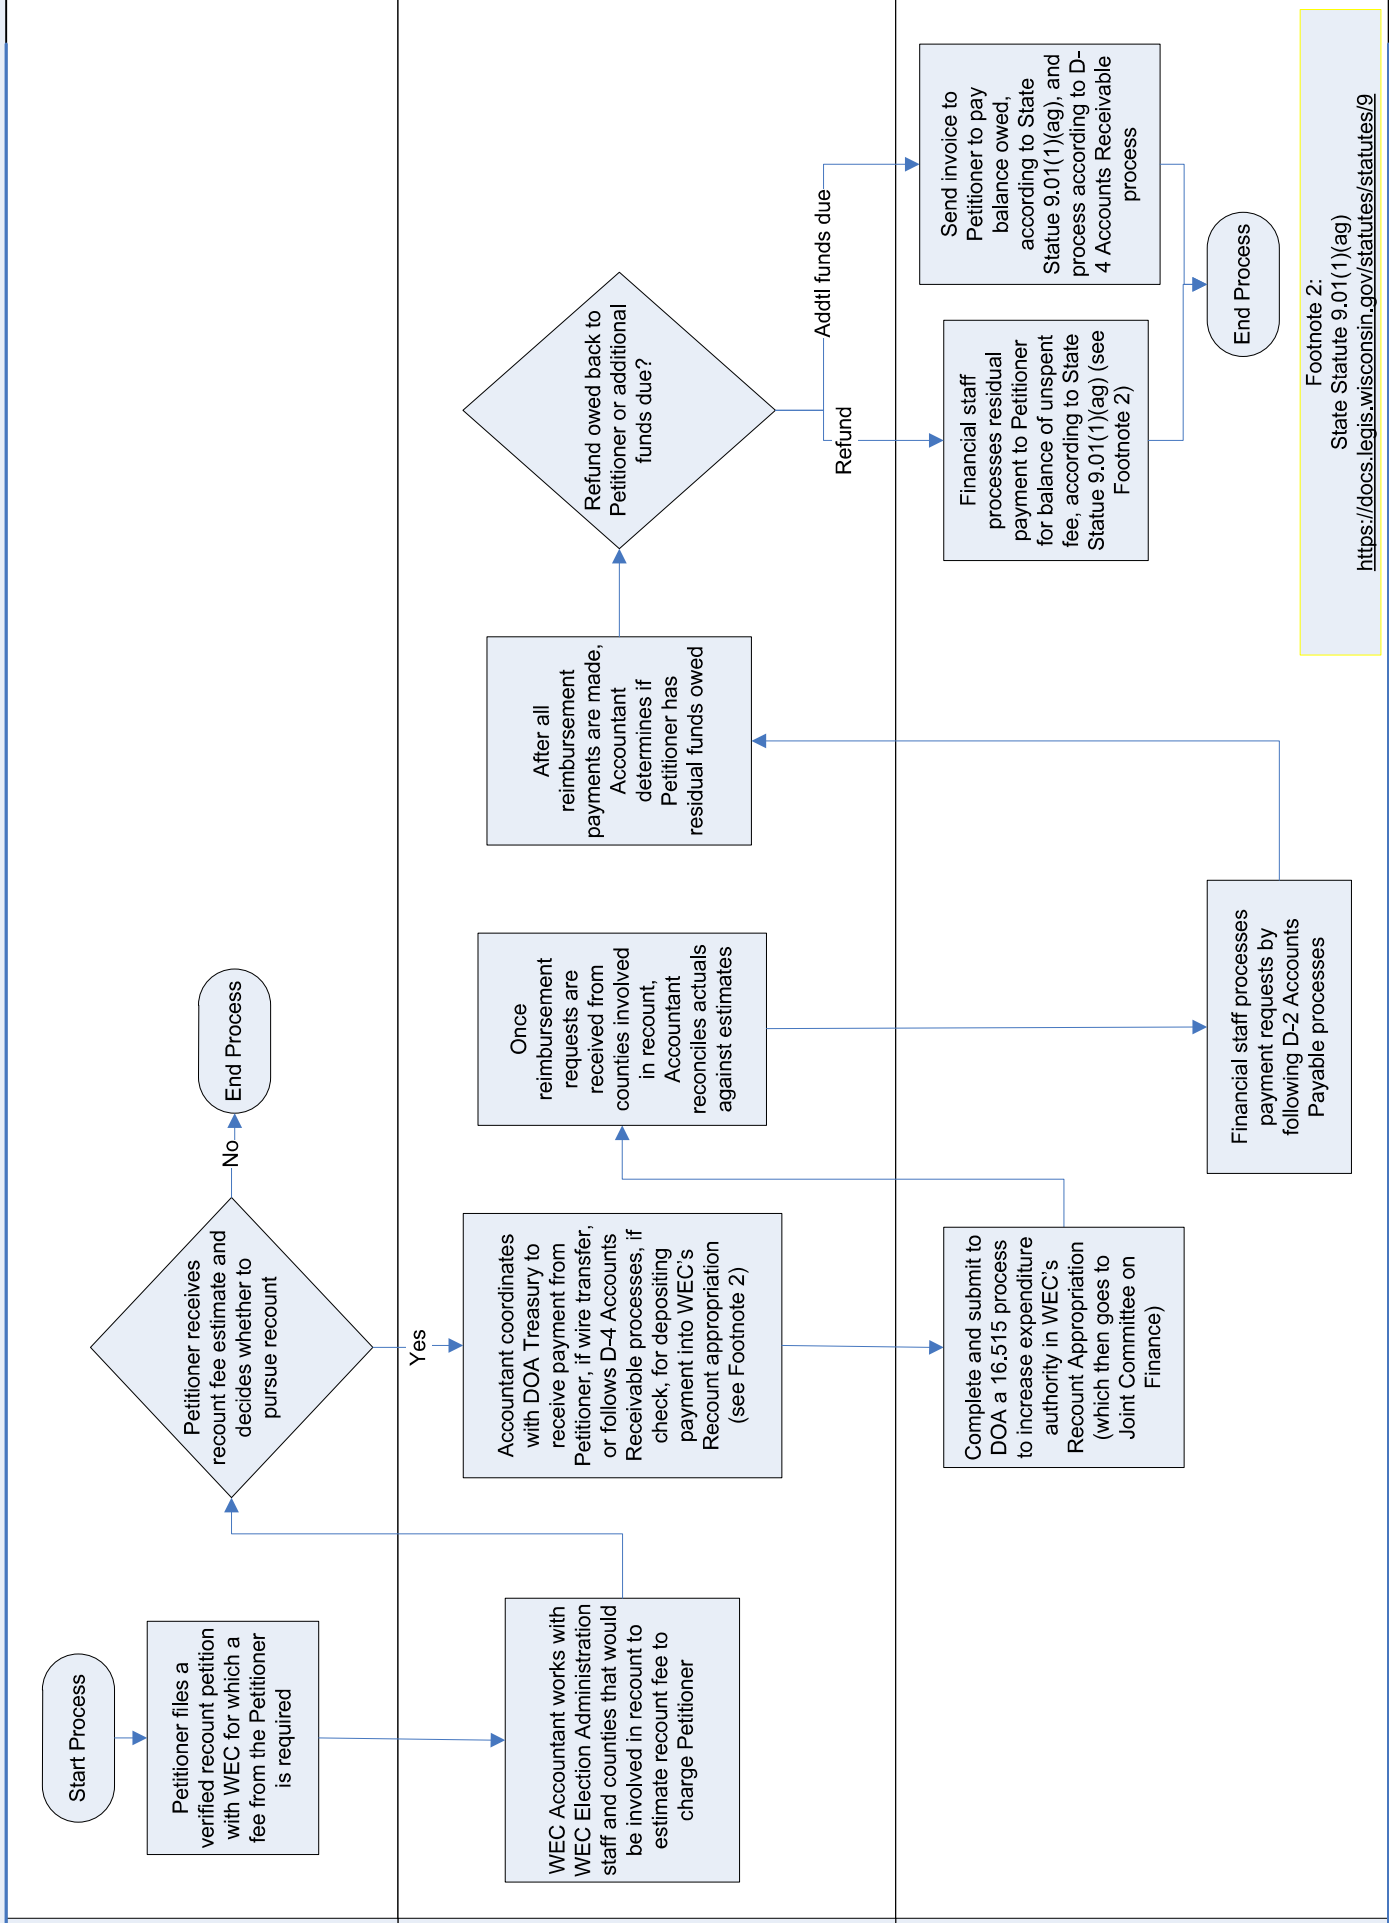 Start Process
Petitioner files a
verified recount petition
with WEC for which a
fee from the Petitioner
is required
WEC Accountant works with
WEC Election Administration
staff and counties that would
be involved in recount to
estimate recount fee to
charge Petitioner
Petitioner receives
recount fee estimate and
decides whether to
pursue recount
No
End Process
Yes
Accountant coordinates
with DOA Treasury to
receive payment from
Petitioner, if wire transfer,
or follows D-4 Accounts
Receivable processes, if
check, for depositing
payment into WEC's
Recount appropriation
(see Footnote 2)
Complete and submit to
DOA a 16.515 process
to increase expenditure
authority in WEC's
Recount Appropriation
(which then goes to
Joint Committee on
Finance)
Once
reimbursement
requests are
received from
counties involved
in recount,
Accountant
reconciles actuals
against estimates
Financial staff processes
payment requests by
following D-2 Accounts
Payable processes
After all
reimbursement
payments are made,
Accountant
determines if
Petitioner has
residual funds owed
Refund owed back to
Petitioner or additional
funds due?
Refund
Addtl funds due
Financial staff
processes residual
payment to Petitioner
for balance of unspent
fee, according to State
Statue 9.01(1)(ag) (see
Footnote 2)
Send invoice to
Petitioner to pay
balance owed,
according to State
Statue 9.01(1)(ag), and
process according to D-
4 Accounts Receivable
process
End Process
Footnote 2:
State Statute 9.01(1)(ag)
https://docs.legis.wisconsin.gov/statutes/statutes/9